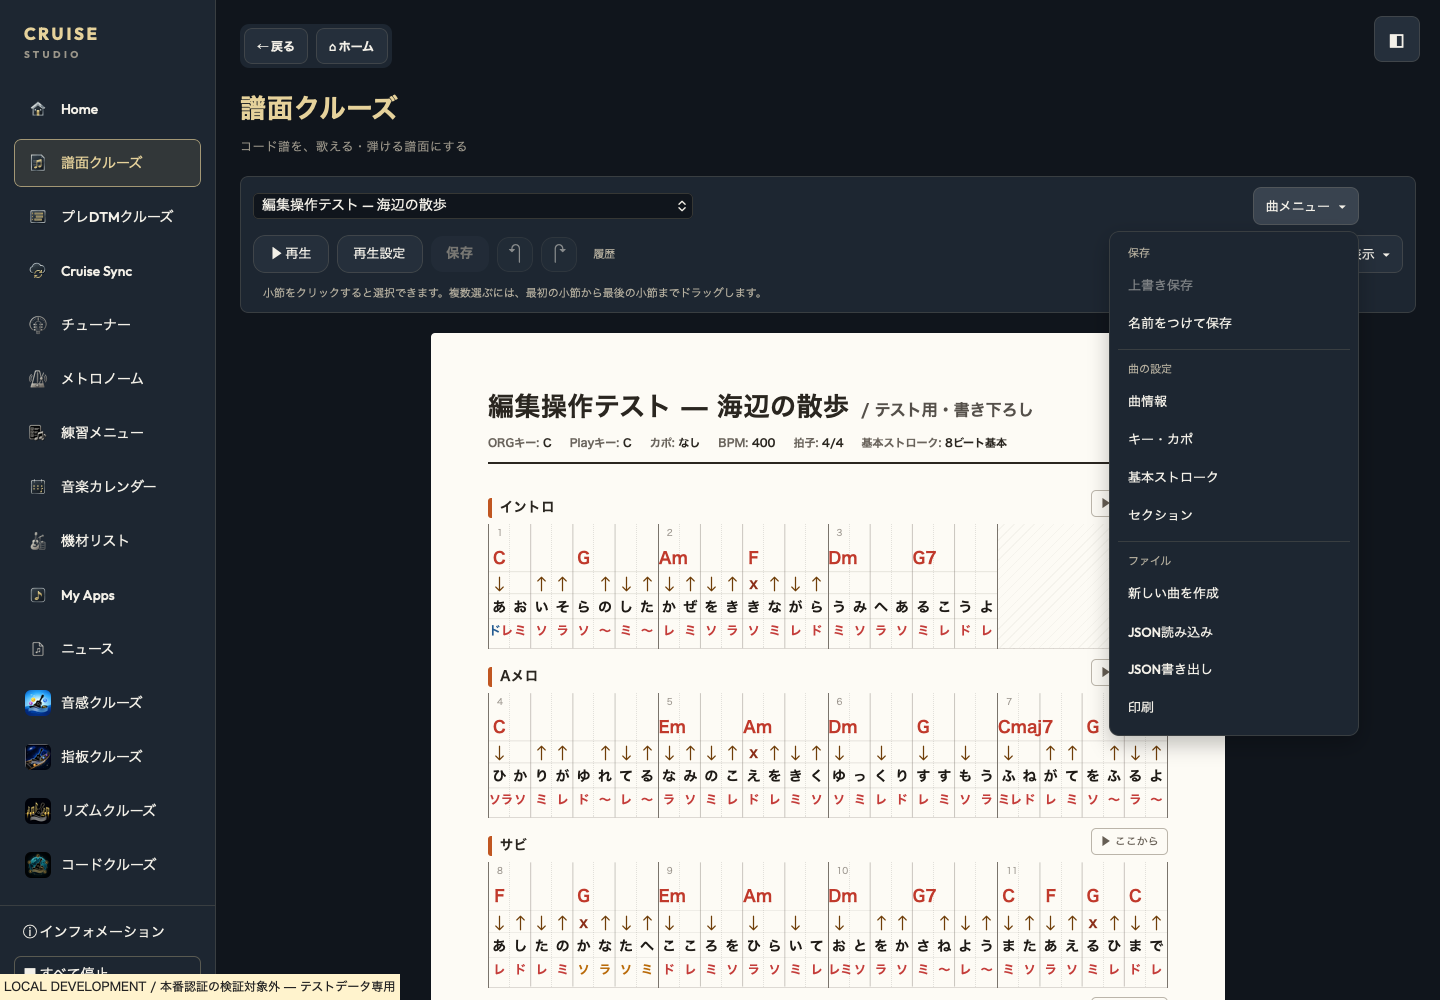 CRUISE
STUDIO
Home
譜面クルーズ
プレDTMクルーズ
Cruise Sync
チューナー
メトロノーム
練習メニュー
音楽カレンダー
機材リスト
My Apps
ニュース
音感クルーズ
指板クルーズ
リズムクルーズ
コードクルーズ
ⓘ インフォメーション
■ すべて停止
LOCAL DEVELOPMENT / 本番認証の検証対象外 — テストデータ専用
←戻る
⌂ホーム
譜面クルーズ
コード譜を、歌える・弾ける譜面にする
編集操作テスト — 海辺の散歩
曲メニュー
▶再生
再生設定
保存
履歴
表示
小節をクリックすると選択できます。複数選ぶには、最初の小節から最後の小節までドラッグします。
保存
上書き保存
名前をつけて保存
曲の設定
曲情報
キー・カポ
基本ストローク
セクション
ファイル
新しい曲を作成
JSON読み込み
JSON書き出し
印刷
編集操作テスト — 海辺の散歩 / テスト用・書き下ろし
ORGキー: C Playキー: C カポ: なし BPM: 400 拍子: 4/4 基本ストローク: 8ビート基本
イントロ
1 2 3
C G Am F Dm G7
↓ ↑ ↑ ↑ ↓ ↑ ↓ ↑ ↓ ↑ x ↑ ↓ ↑
あ お い そ ら の し た か ぜ を き き な が ら う み へ あ る こ う よ
ドレミ ソ ラ ソ 〜 ミ 〜 レ ミ ソ ラ ソ ミ レ ド ミ ソ ラ ソ ミ レ ド レ
Aメロ
4 5 6 7
C Em Am Dm G Cmaj7 G
↓ ↑ ↑ ↑ ↓ ↑ ↓ ↑ ↓ ↑ x ↑ ↓ ↑ ↓ ↓ ↓ ↓ ↓ ↑ ↑ ↑ ↓ ↑
ひ か り が ゆ れ て る な み の こ え を き く ゆ っ く り す す も う ふ ね が て を ふ る よ
ソラソ ミ レ ド 〜 レ 〜 ラ ソ ミ レ ド レ ミ ソ ソ ミ レ ド レ ミ ソ ラ ミレド レ ミ ソ 〜 ラ 〜
サビ
▶ ここから
8 9 10 11
F G Em Am Dm G7 C F G C
↓ ↑ ↓ ↑ x ↑ ↓ ↑ ↓ ↓ ↓ ↓ ↓ ↑ ↑ ↑ ↓ ↑ ↓ ↑ ↓ ↑ x ↑ ↓ ↑
あ し た の か な た へ こ こ ろ を ひ ら い て お と を か さ ね よ う ま た あ え る ひ ま で
レ ド レ ミ ソ ラ ソ ミ ド レ ミ ソ ラ ソ ミ レ レミソ ラ ソ ミ 〜 レ 〜 ミ ソ ラ ソ ミ レ ド レ